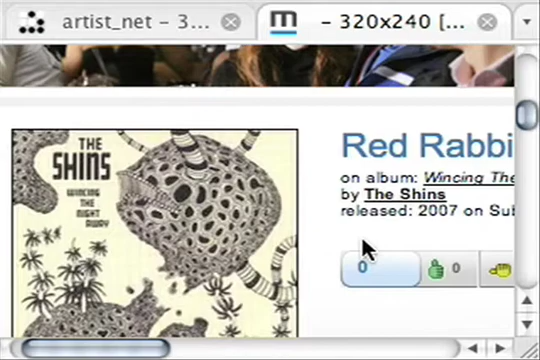 artist_net – 3...
m – 320x240 [...
THE
SHINS
WINCING
THE
NIGHT
AWAY
Red Rabbi
on album: Wincing The
by The Shins
released: 2007 on Sub
0
0